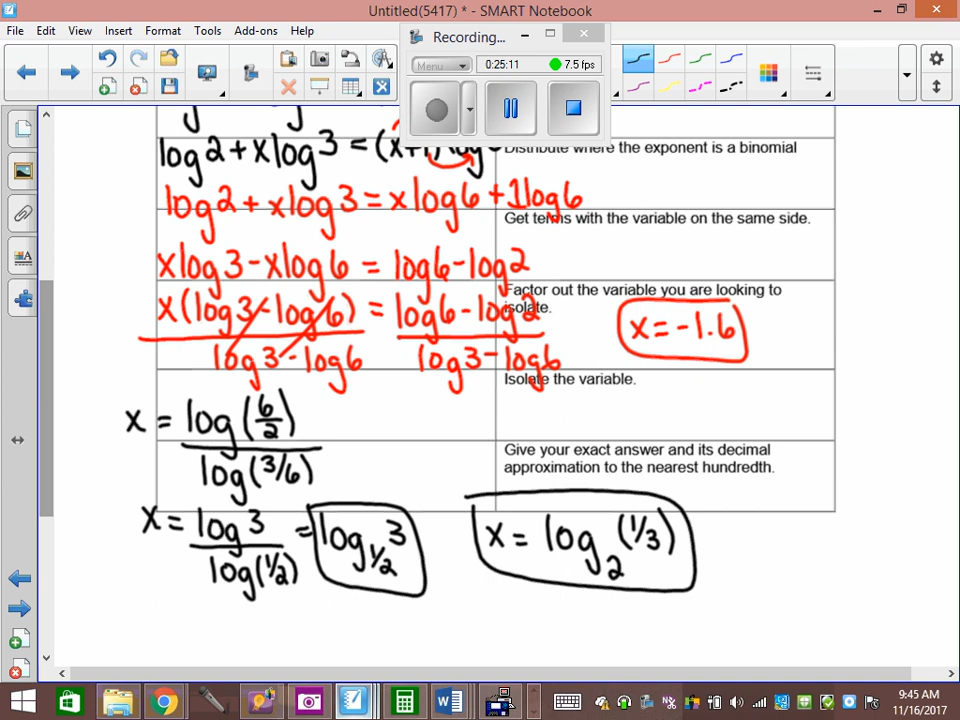 Untitled(5417) * - SMART Notebook
File Edit View Insert Format Tools Add-ons Help
Recording...
Menu 0:25:11 7.5 fps
log2 + xlog3 = (x+1)log
Distribute where the exponent is a binomial
log2 + xlog3 = xlog6 + 1log6
Get terms with the variable on the same side.
xlog3 - xlog6 = log6 - log2
Factor out the variable you are looking to
isolate.
x(log3 - log6) = log6 - log2
log3 - log6 log3 - log6
x = -1.6
Isolate the variable.
x = log(6/2)
log(3/6)
Give your exact answer and its decimal
approximation to the nearest hundredth.
x = log3 = log½ 3
log(½)
x = log₂(⅓)
9:45 AM
11/16/2017